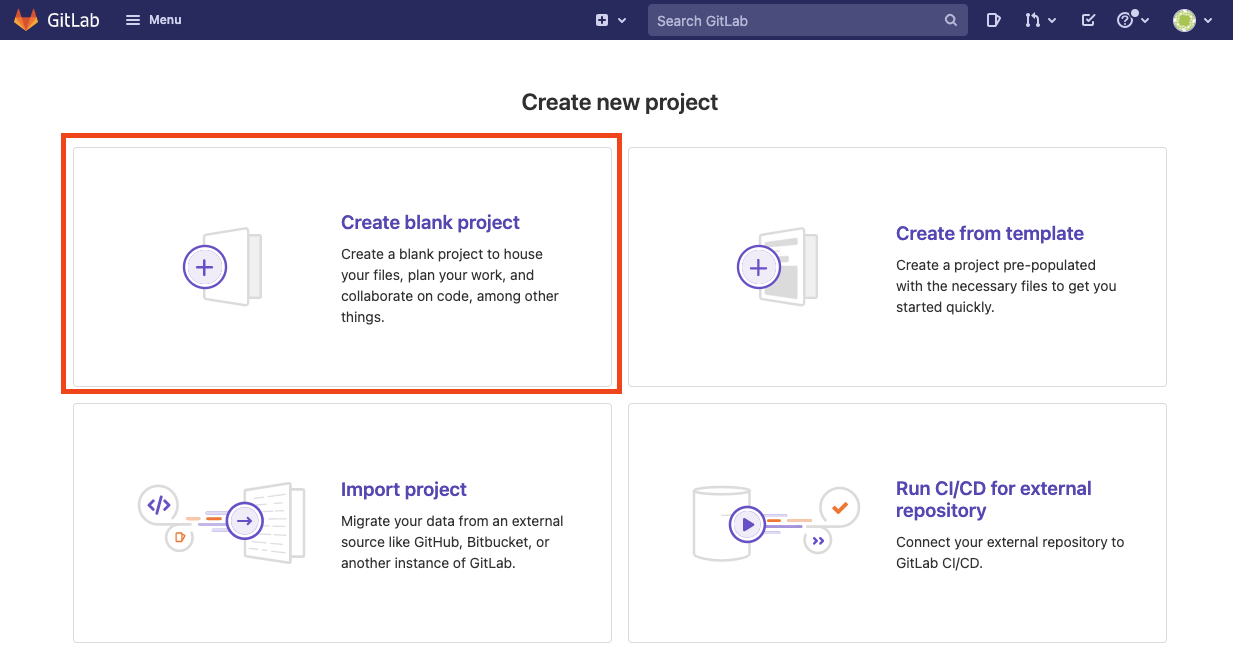 GitLab
Menu
Search GitLab
Create new project
Create blank project
Create a blank project to house
your files, plan your work, and
collaborate on code, among other
things.
Create from template
Create a project pre-populated
with the necessary files to get you
started quickly.
Import project
Migrate your data from an external
source like GitHub, Bitbucket, or
another instance of GitLab.
Run CI/CD for external
repository
Connect your external repository to
GitLab CI/CD.